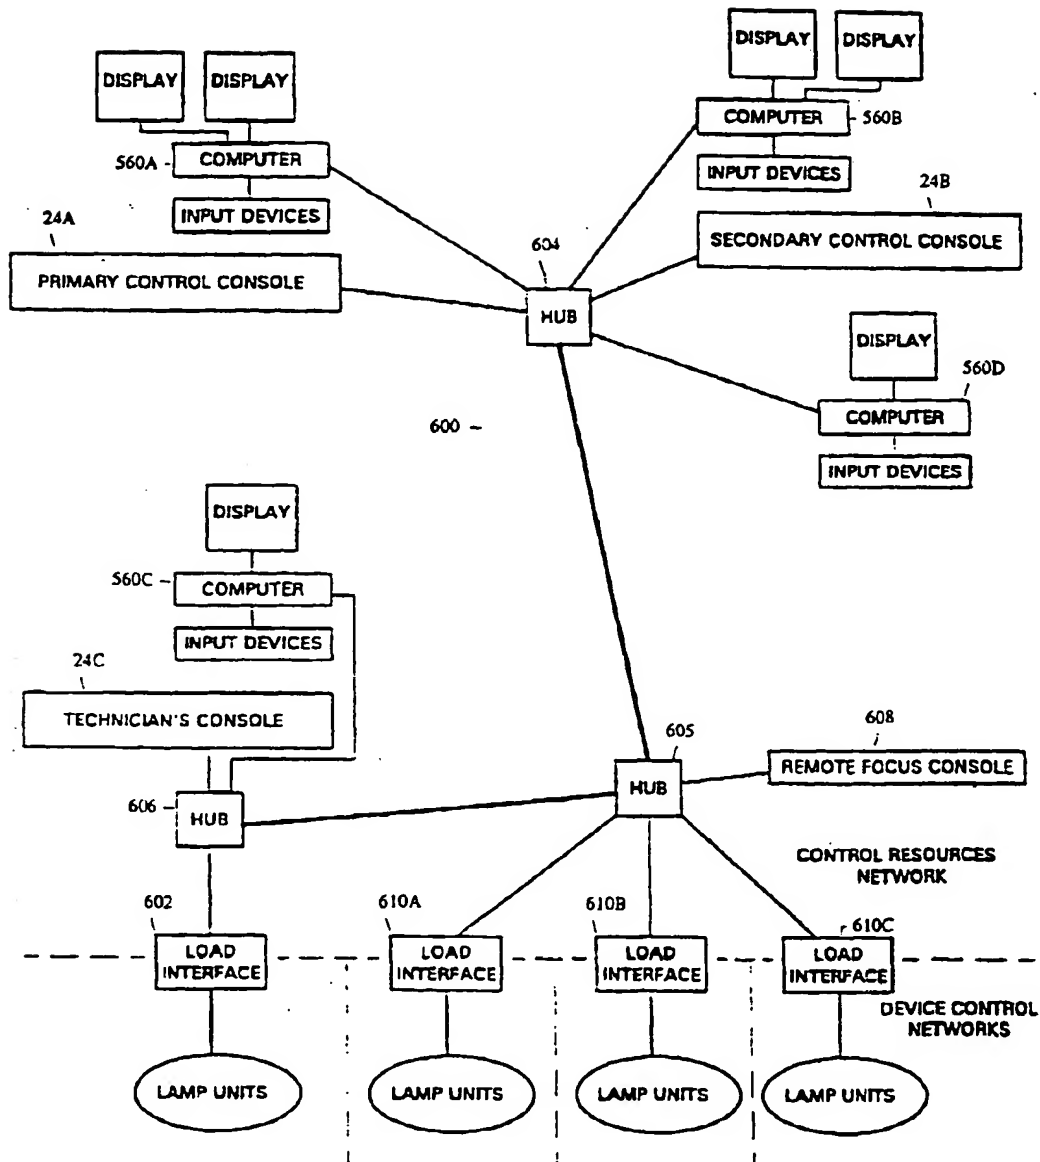 DISPLAY
DISPLAY
560A
COMPUTER
INPUT DEVICES
24A
PRIMARY CONTROL CONSOLE
DISPLAY
DISPLAY
COMPUTER
560B
INPUT DEVICES
24B
SECONDARY CONTROL CONSOLE
604
HUB
DISPLAY
560D
COMPUTER
INPUT DEVICES
600
DISPLAY
560C
COMPUTER
INPUT DEVICES
24C
TECHNICIAN'S CONSOLE
606
HUB
605
HUB
608
REMOTE FOCUS CONSOLE
CONTROL RESOURCES
NETWORK
602
LOAD
INTERFACE
610A
LOAD
INTERFACE
610B
LOAD
INTERFACE
610C
LOAD
INTERFACE
DEVICE CONTROL
NETWORKS
LAMP UNITS
LAMP UNITS
LAMP UNITS
LAMP UNITS